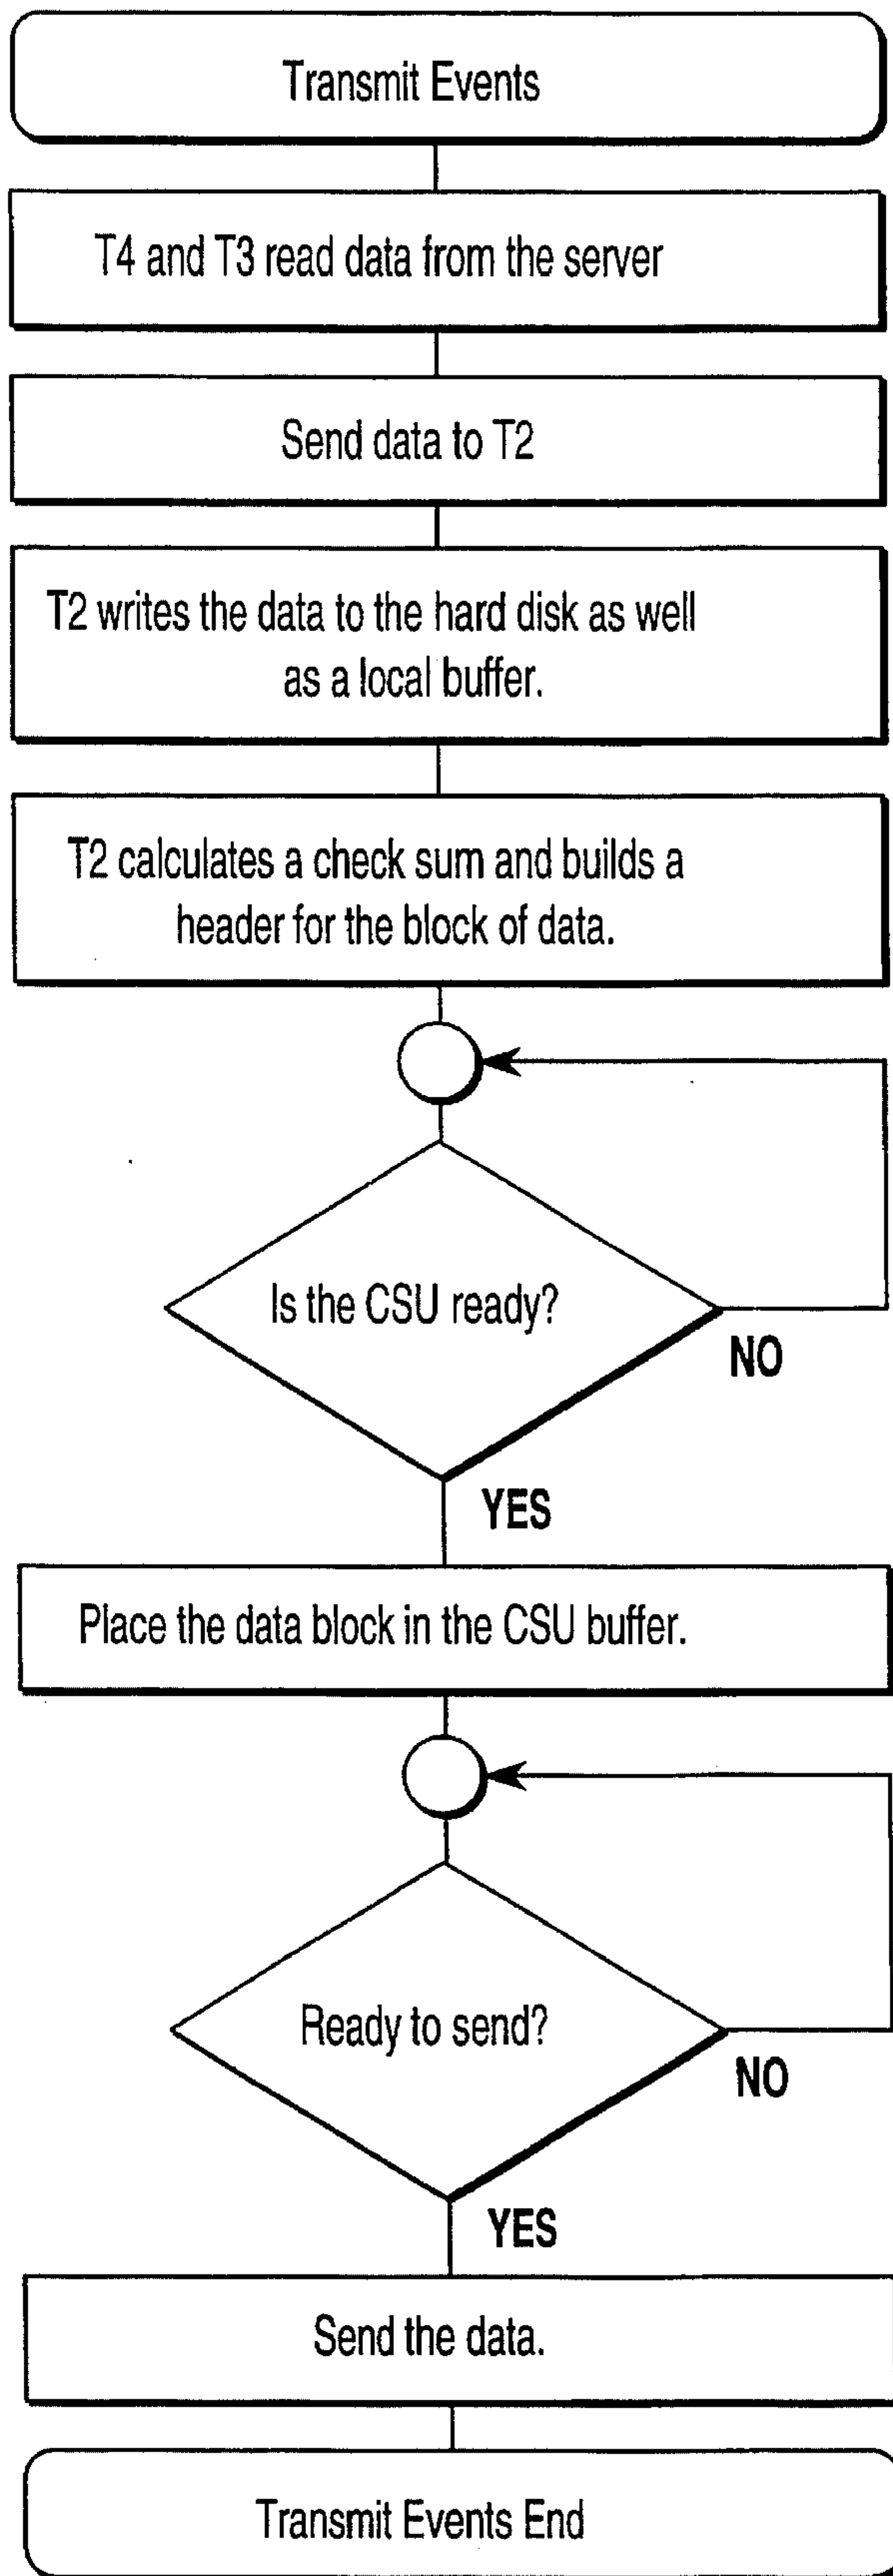 Transmit Events
T4 and T3 read data from the server
Send data to T2
T2 writes the data to the hard disk as well
as a local buffer.
T2 calculates a check sum and builds a
header for the block of data.
Is the CSU ready?
NO
YES
Place the data block in the CSU buffer.
Ready to send?
NO
YES
Send the data.
Transmit Events End